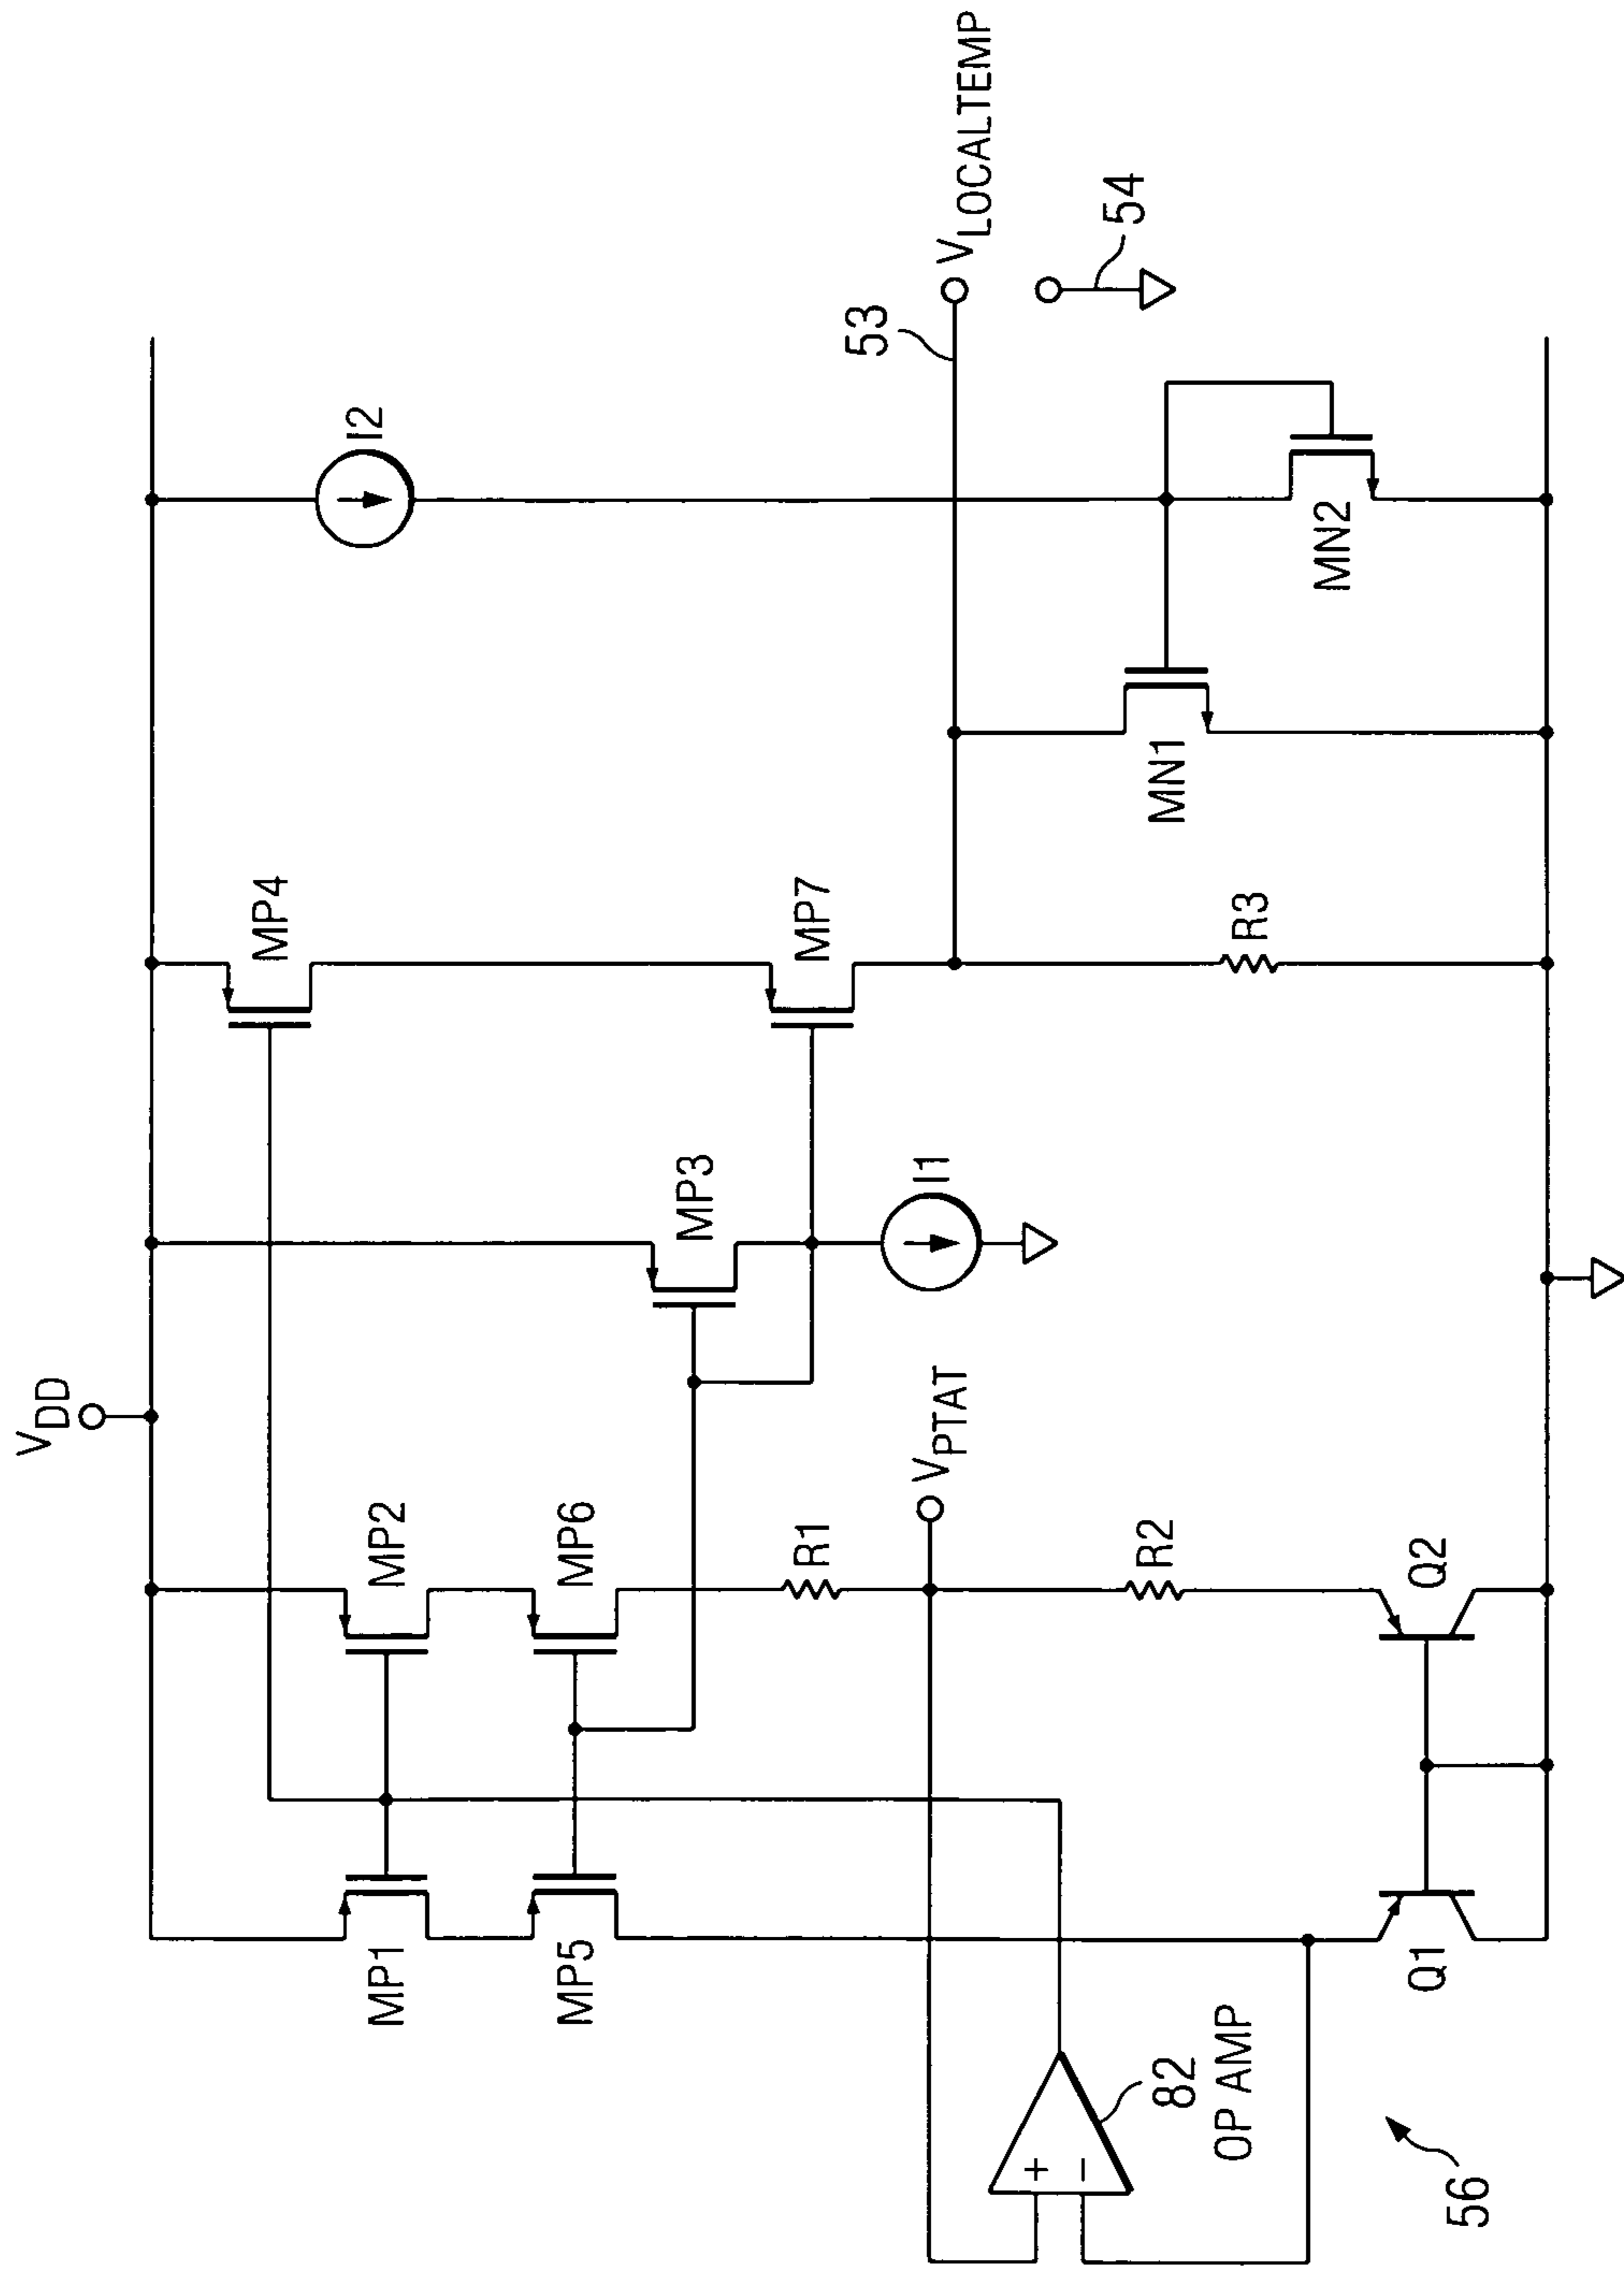 VDD
MP1
MP2
MP4
I2
MP5
MP6
MP3
MP7
R1
I1
53
VPTAT
VLOCALTEMP
+
−
54
82
OP AMP
R2
R3
MN1
MN2
Q1
Q2
56